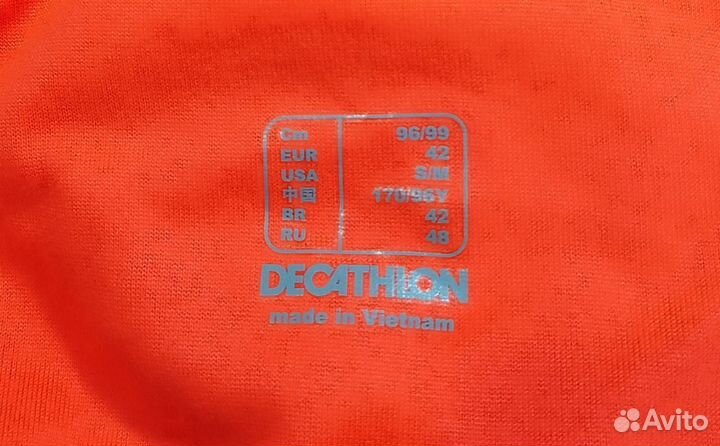 Cm 96/99
EUR 42
USA S/M
中国 170/96Y
BR 42
RU 48
DECATHLON
made in Vietnam
Avito